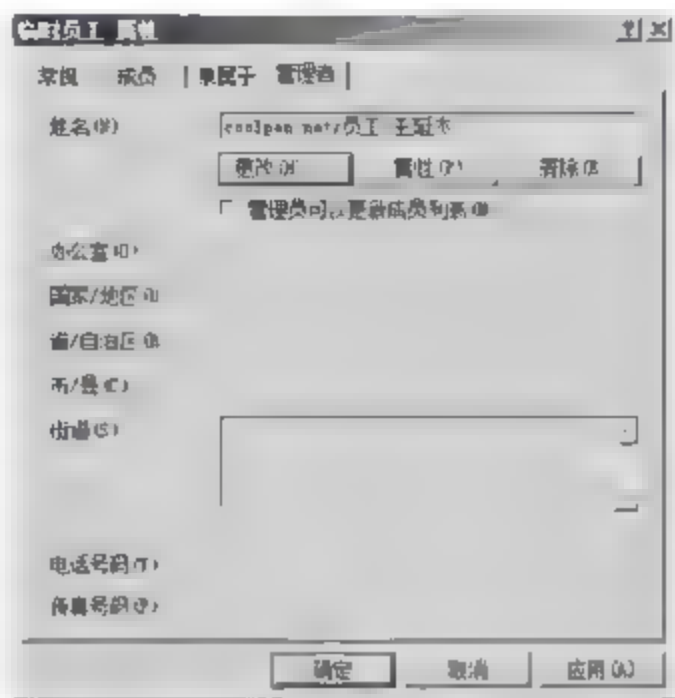 临时员工 属性
常规 成员 隶属于 管理者
姓名(N) coolpen net/员工 王
更改(H) 属性(P) 清除(R)
管理员可以更新成员列表(M)
办公室(O)
国家/地区(U)
省/自治区(R)
市/县(C)
街道(S)
电话号码(T)
传真号码(F)
确定 取消 应用(A)